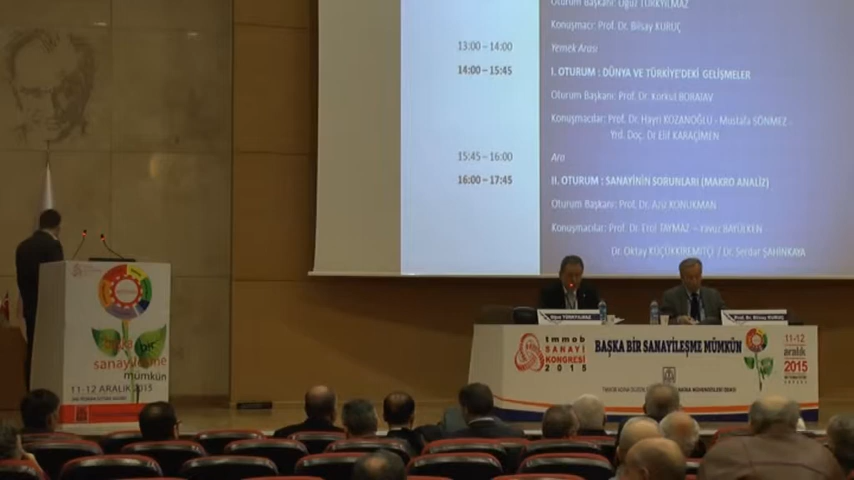 Oturum Başkanı: Oğuz TÜRKYILMAZ
Konuşmacı: Prof. Dr. Bilsay KURUÇ
13:00 – 14:00 Yemek Arası
14:00 – 15:45 I. OTURUM : DÜNYA VE TÜRKİYE'DEKİ GELİŞMELER
Oturum Başkanı: Prof. Dr. Korkut BORATAV
Konuşmacılar: Prof. Dr. Hayri KOZANOĞLU - Mustafa SÖNMEZ -
Yrd. Doç. Dr Elif KARAÇİMEN
15:45 – 16:00 Ara
16:00 – 17:45 II. OTURUM : SANAYİNİN SORUNLARI (MAKRO ANALİZ)
Oturum Başkanı: Prof. Dr. Aziz KONUKMAN
Konuşmacılar: Prof. Dr. Erol TAYMAZ – Yavuz BAYÜLKEN
Dr. Oktay KÜÇÜKKİREMİTÇİ / Dr. Serdar ŞAHİNKAYA
başka bir
sanayileşme
mümkün
11-12 ARALIK 2015
Oğuz TÜRKYILMAZ
Prof. Dr. Bilsay KURUÇ
tmmob
SANAYİ
KONGRESİ
2015
BAŞKA BİR SANAYİLEŞME MÜMKÜN
11-12
aralık
2015